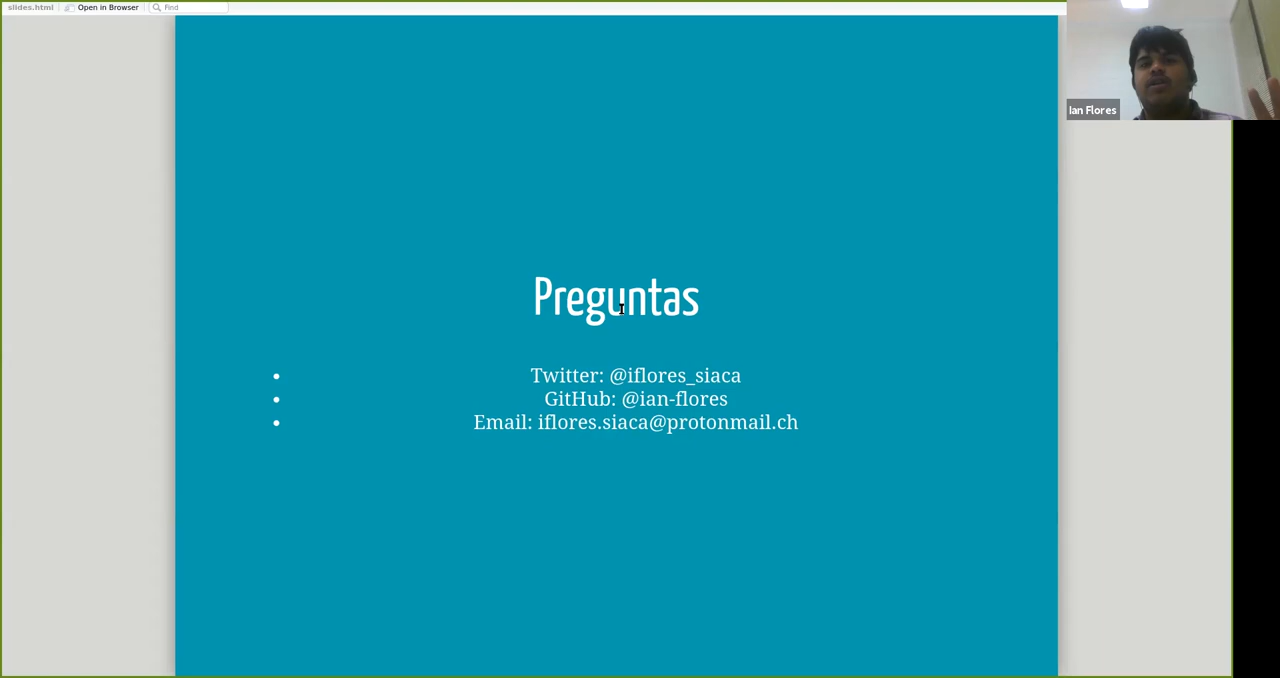 slides.html
Open in Browser
Find
Ian Flores
Preguntas
Twitter: @iflores_siaca
GitHub: @ian-flores
Email: iflores.siaca@protonmail.ch